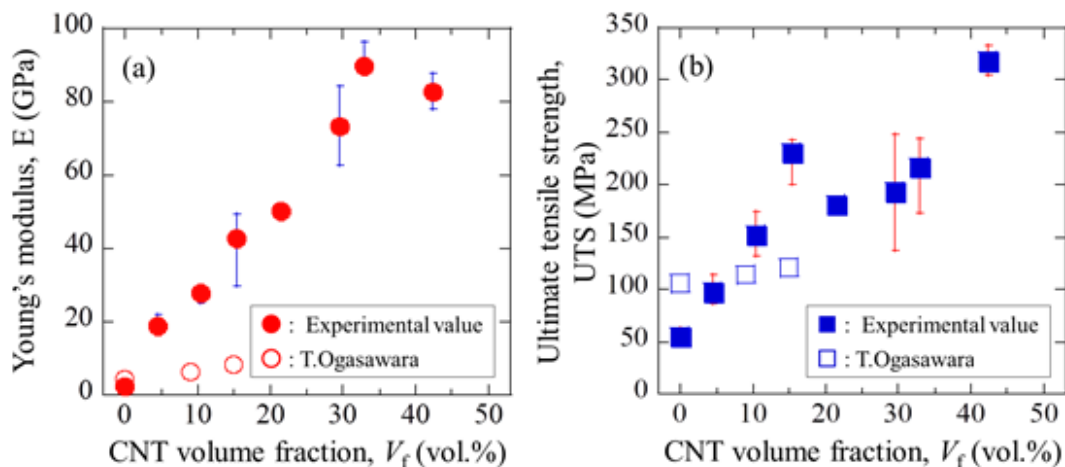 (a)
Young's modulus, E (GPa)
100
80
60
40
20
0
0 10 20 30 40 50
CNT volume fraction, Vf (vol.%)
: Experimental value
: T.Ogasawara
(b)
Ultimate tensile strength,
UTS (MPa)
350
300
250
200
150
100
50
0
0 10 20 30 40 50
CNT volume fraction, Vf (vol.%)
: Experimental value
: T.Ogasawara